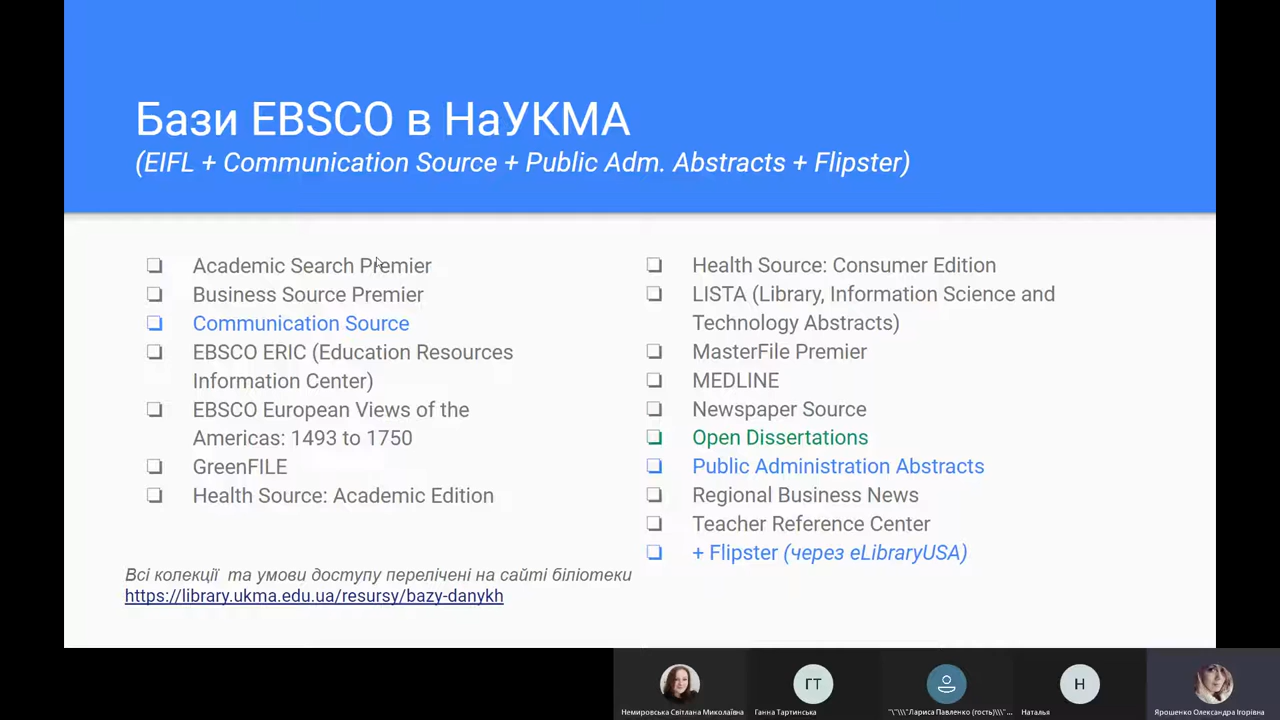 Бази EBSCO в НаУКМА
(EIFL + Communication Source + Public Adm. Abstracts + Flipster)
Academic Search Premier
Business Source Premier
Communication Source
EBSCO ERIC (Education Resources
Information Center)
EBSCO European Views of the
Americas: 1493 to 1750
GreenFILE
Health Source: Academic Edition
Health Source: Consumer Edition
LISTA (Library, Information Science and
Technology Abstracts)
MasterFile Premier
MEDLINE
Newspaper Source
Open Dissertations
Public Administration Abstracts
Regional Business News
Teacher Reference Center
+ Flipster (через eLibraryUSA)
Всі колекції та умови доступу перелічені на сайті біліотеки
https://library.ukma.edu.ua/resursy/bazy-danykh
ГТ
Н
Немировська Світлана Миколаївна
Ганна Тартинська
"\"\\\"Лариса Павленко (гость)\\\"...
Наталья
Ярошенко Олександра Ігорівна